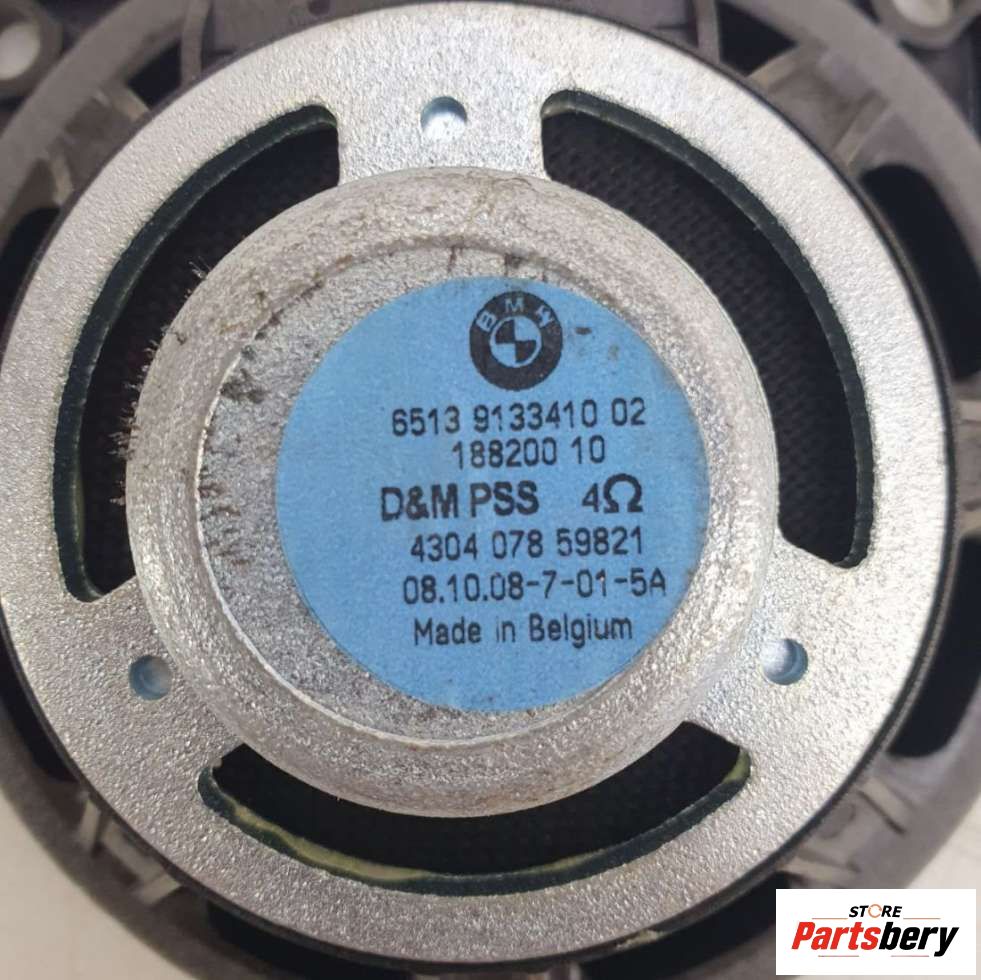 BMW
6513 9133410 02
188200 10
D&M PSS 4Ω
4304 078 59821
08.10.08-7-01-5A
Made in Belgium
STORE
Partsbery